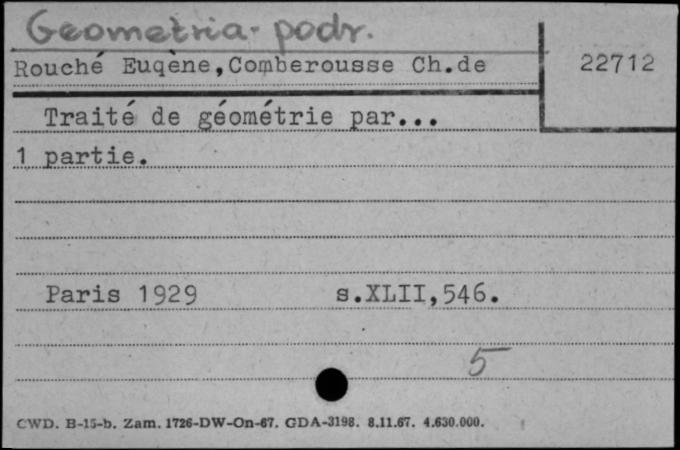 Geometria - podr.
Rouché Euqène,Comberousse Ch.de
22712
Traité de géométrie par...
1 partie.
Paris 1929 s.XLII,546.
5
CWD. B-15-b. Zam. 1726-DW-On-67. GDA-3198. 8.11.67. 4.630.000.